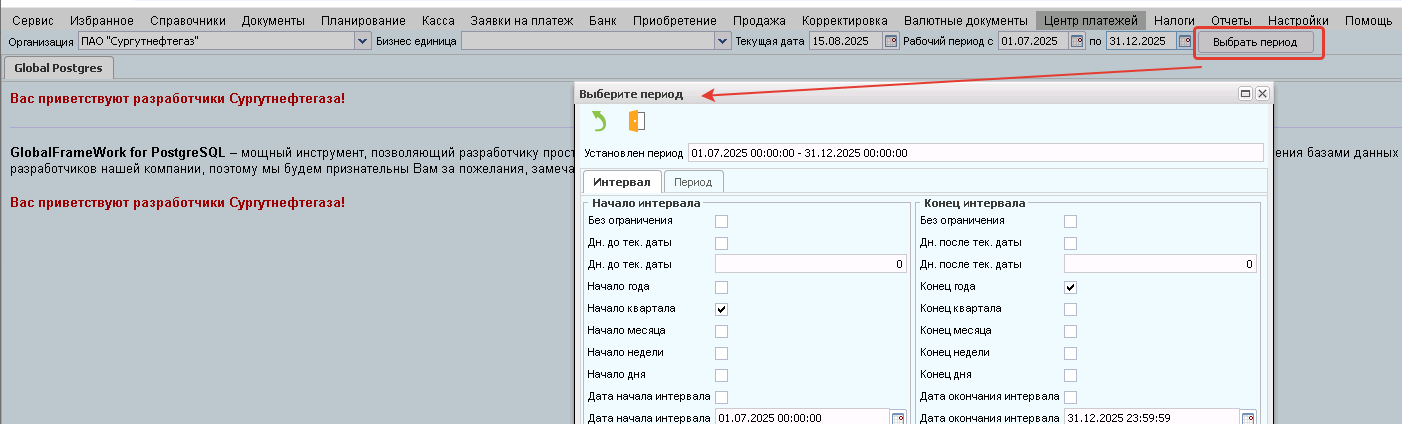 Сервис Избранное Справочники Документы Планирование Касса Заявки на платеж Банк Приобретение Продажа Корректировка Валютные документы Центр платежей Налоги Отчеты Настройки Помощь
Организация ПАО "Сургутнефтегаз" Бизнес единица Текущая дата 15.08.2025 Рабочий период с 01.07.2025 по 31.12.2025 Выбрать период
Global Postgres
Вас приветствуют разработчики Сургутнефтегаза!
GlobalFrameWork for PostgreSQL – мощный инструмент, позволяющий разработчику прост
ения базами данных
разработчиков нашей компании, поэтому мы будем признательны Вам за пожелания, замеча
Вас приветствуют разработчики Сургутнефтегаза!
Выберите период
Установлен период 01.07.2025 00:00:00 - 31.12.2025 00:00:00
Интервал Период
Начало интервала Конец интервала
Без ограничения Без ограничения
Дн. до тек. даты Дн. после тек. даты
Дн. до тек. даты 0 Дн. после тек. даты 0
Начало года Конец года
Начало квартала Конец квартала
Начало месяца Конец месяца
Начало недели Конец недели
Начало дня Конец дня
Дата начала интервала Дата окончания интервала
Дата начала интервала 01.07.2025 00:00:00 Дата окончания интервала 31.12.2025 23:59:59